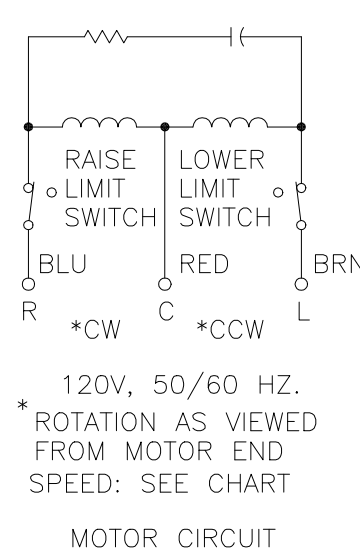 RAISE LOWER
LIMIT LIMIT
SWITCH SWITCH
BLU RED BRN
R C L
*CW *CCW
120V, 50/60 HZ.
* ROTATION AS VIEWED
FROM MOTOR END
SPEED: SEE CHART
MOTOR CIRCUIT